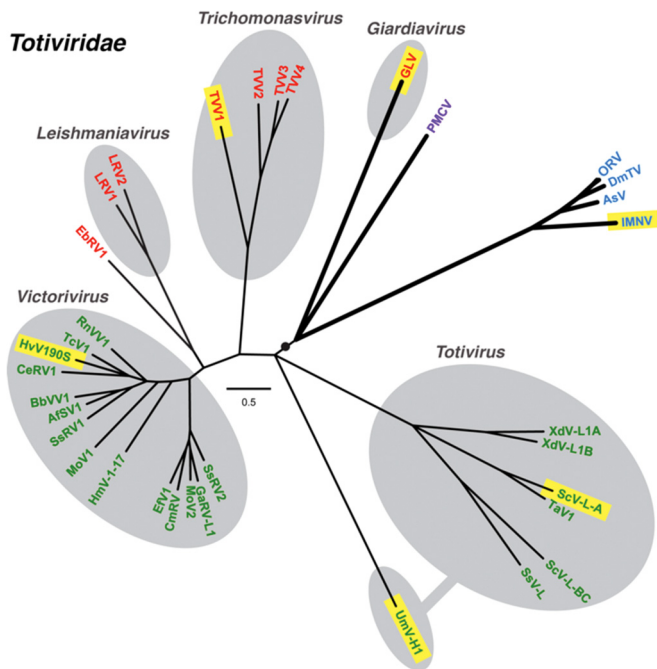 Totiviridae
Trichomonasvirus
Giardiavirus
Leishmaniavirus
TVV1
TVV2
TVV3
TVV4
GLV
PMCV
ORV
DmTV
AsV
IMNV
LRV2
LRV1
EbRV1
Victorivirus
RnVV1
TcV1
HvV190S
CeRV1
BbVV1
AfSV1
SsRV1
MoV1
HmV-1-17
EfV1
CmRV
MoV2
GaRV-L1
SsRV2
0.5
Totivirus
XdV-L1A
XdV-L1B
ScV-L-A
TaV1
ScV-L-BC
SsV-L
UmV-H1